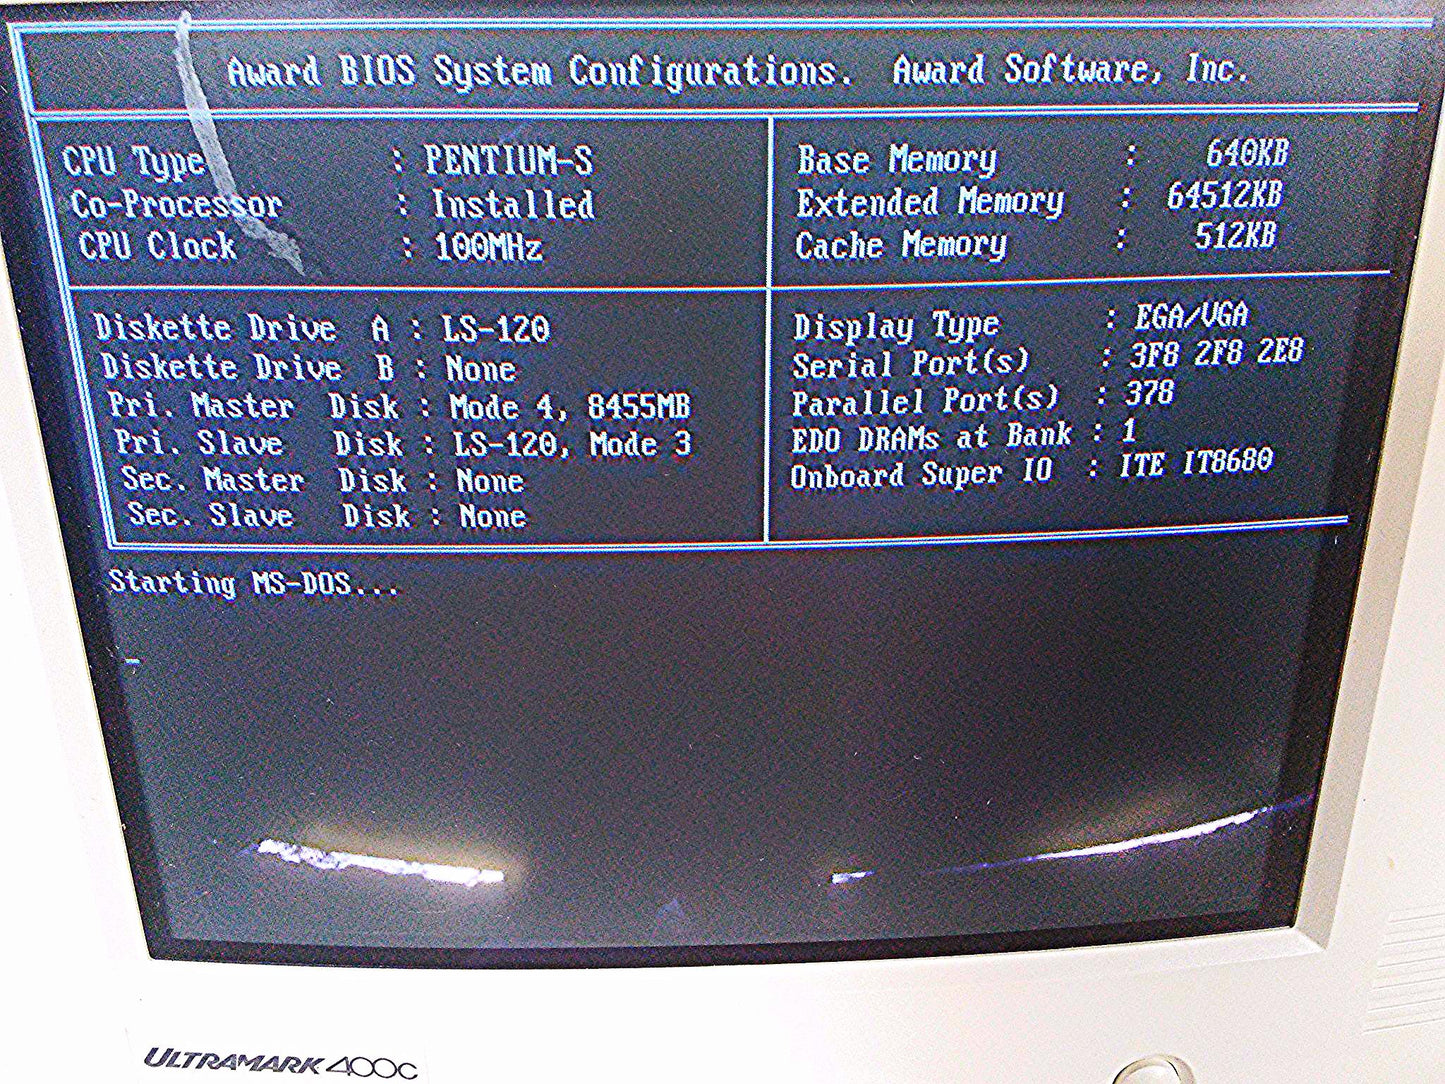 Award BIOS System Configurations.  Award Software, Inc.
CPU Type : PENTIUM-S
Co-Processor : Installed
CPU Clock : 100MHz
Base Memory : 640KB
Extended Memory : 64512KB
Cache Memory : 512KB
Diskette Drive A : LS-120
Diskette Drive B : None
Pri. Master Disk : Mode 4, 8455MB
Pri. Slave Disk : LS-120, Mode 3
Sec. Master Disk : None
Sec. Slave Disk : None
Display Type : EGA/VGA
Serial Port(s) : 3F8 2F8 2E8
Parallel Port(s) : 378
EDO DRAMs at Bank : 1
Onboard Super IO : ITE IT8680
Starting MS-DOS...
ULTRAMARK 400C